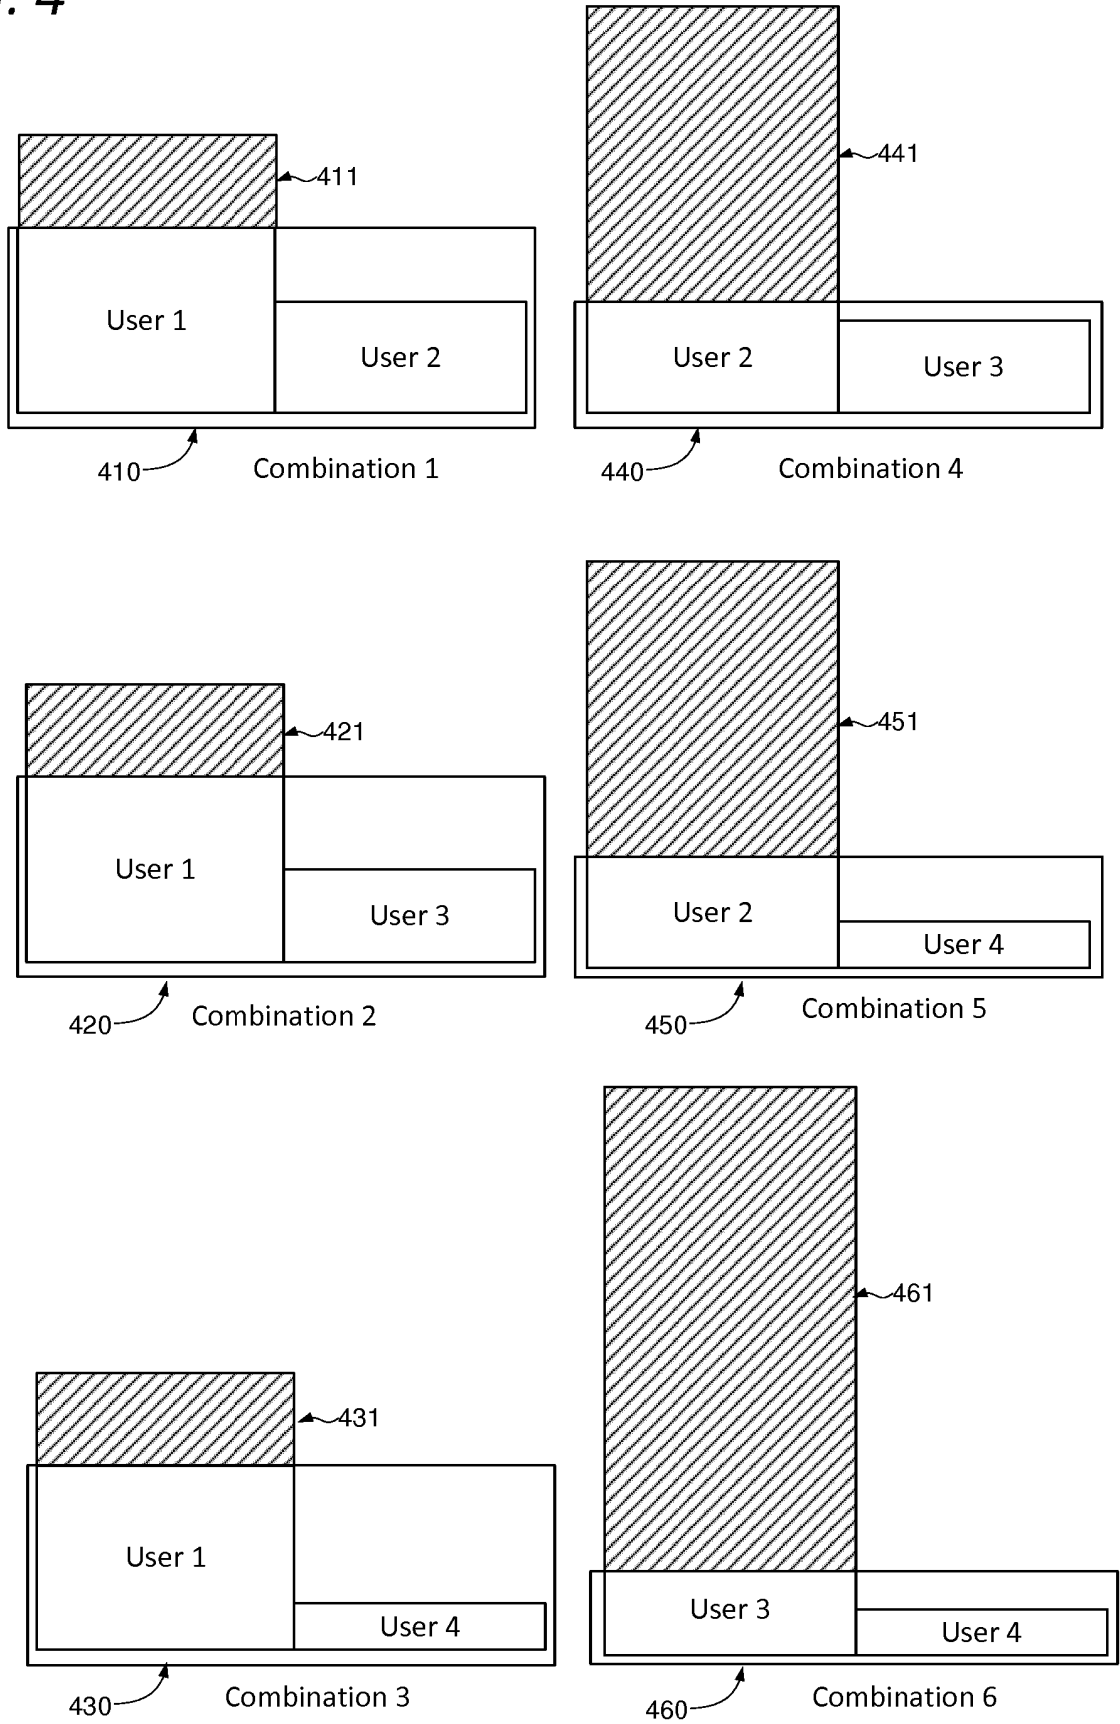 . 4
411
User 1
User 2
410
Combination 1
441
User 2
User 3
440
Combination 4
421
User 1
User 3
420
Combination 2
451
User 2
User 4
450
Combination 5
431
User 1
User 4
430
Combination 3
461
User 3
User 4
460
Combination 6